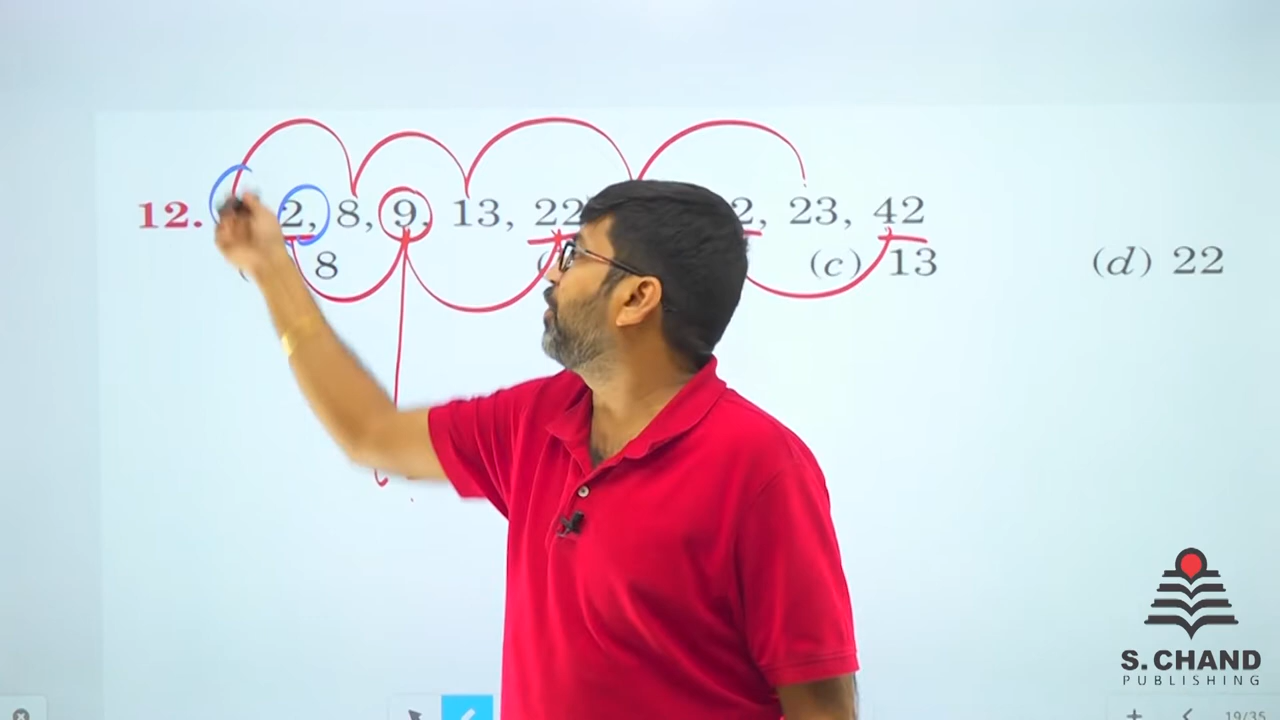 12. 2, 8, 9, 13, 22 2, 23, 42
8 (c) 13 (d) 22
S. CHAND
PUBLISHING
19/35